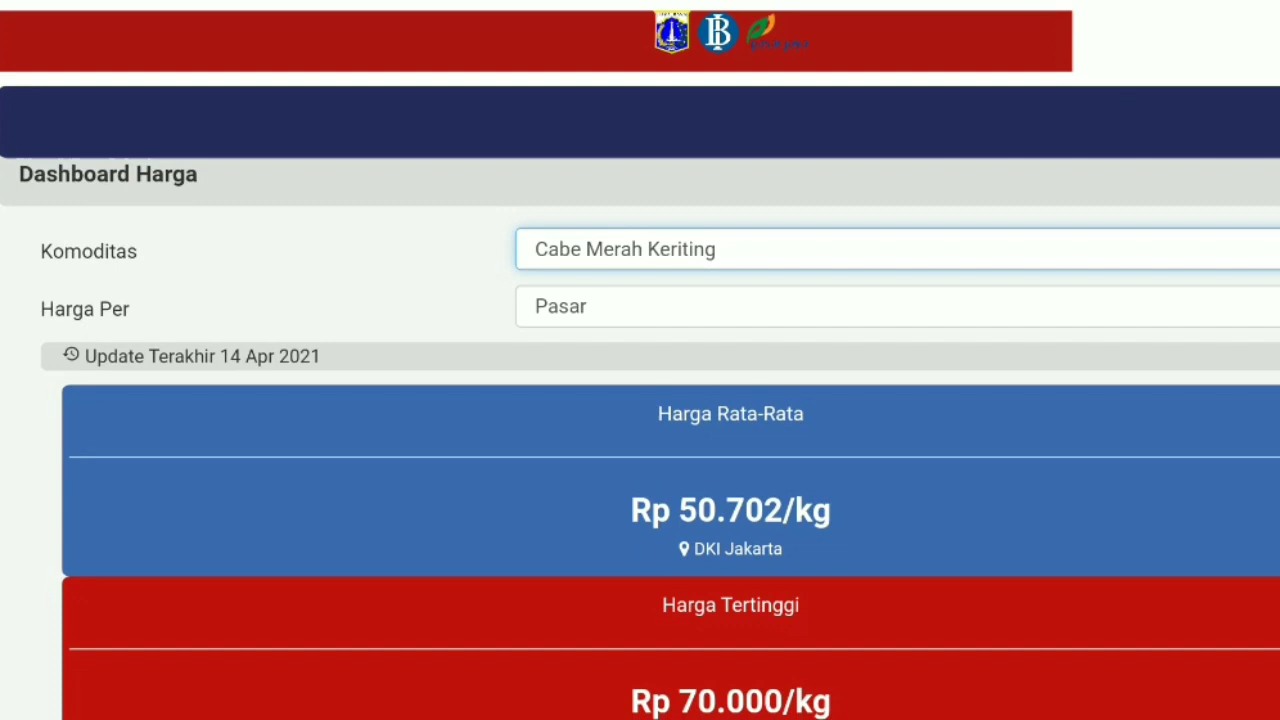 Dashboard Harga
Komoditas
Cabe Merah Keriting
Harga Per
Pasar
Update Terakhir 14 Apr 2021
Harga Rata-Rata
Rp 50.702/kg
DKI Jakarta
Harga Tertinggi
Rp 70.000/kg